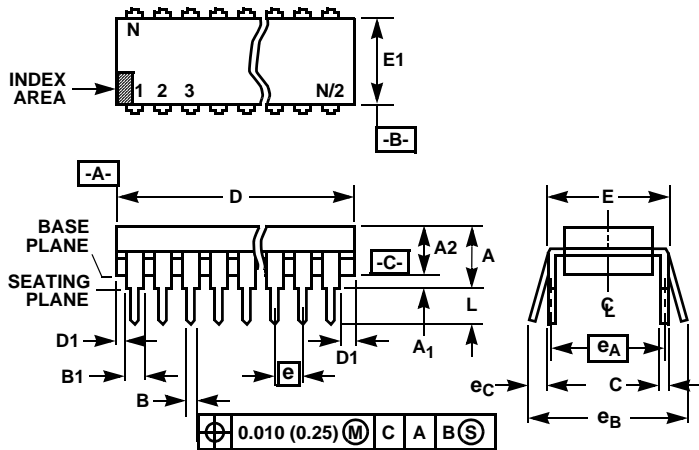 N
E1
INDEX
AREA
1 2 3 N/2
-B-
-A-
D
E
BASE
PLANE
A2
A
-C-
SEATING
PLANE
L
C L
D1
A1
e
D1
eA
B1
eC
C
B
eB
0.010 (0.25) M C A B S